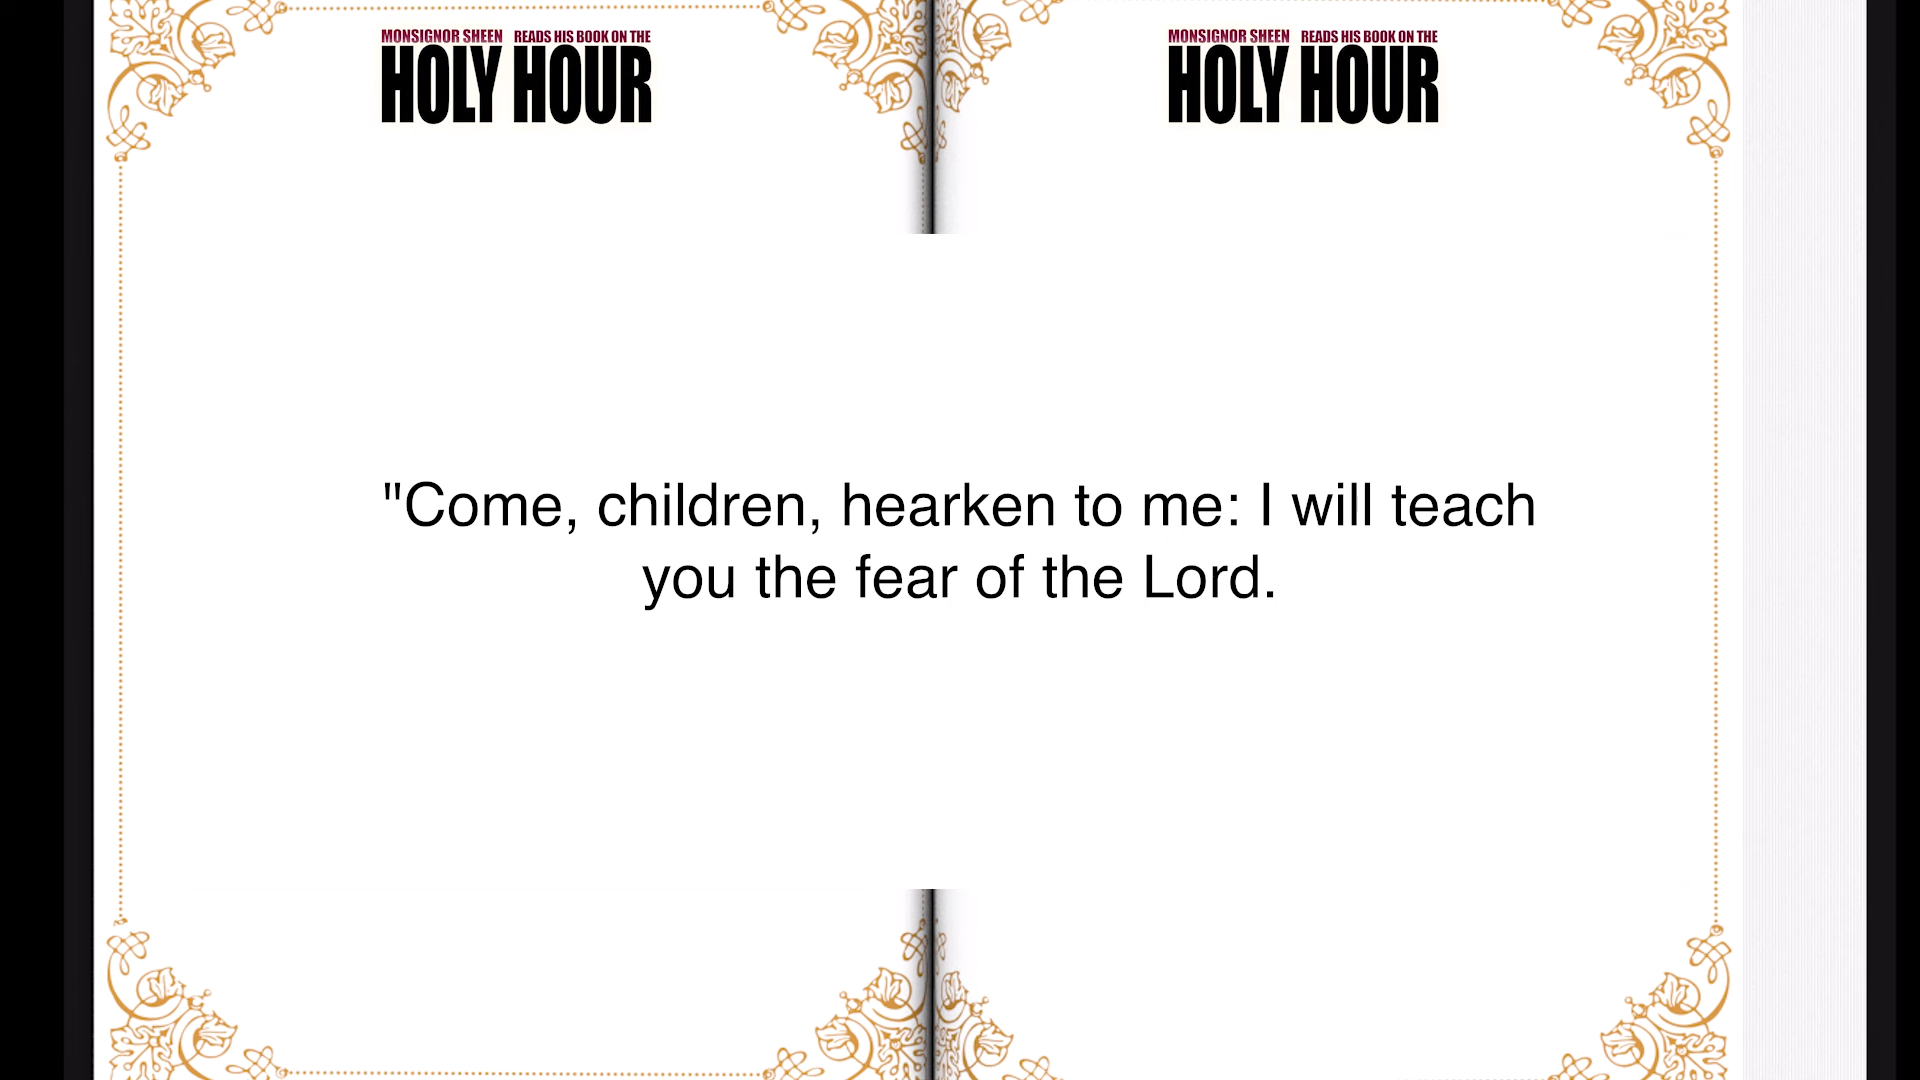 MONSIGNOR SHEEN READS HIS BOOK ON THE
HOLY HOUR
MONSIGNOR SHEEN READS HIS BOOK ON THE
HOLY HOUR
"Come, children, hearken to me: I will teach
you the fear of the Lord.